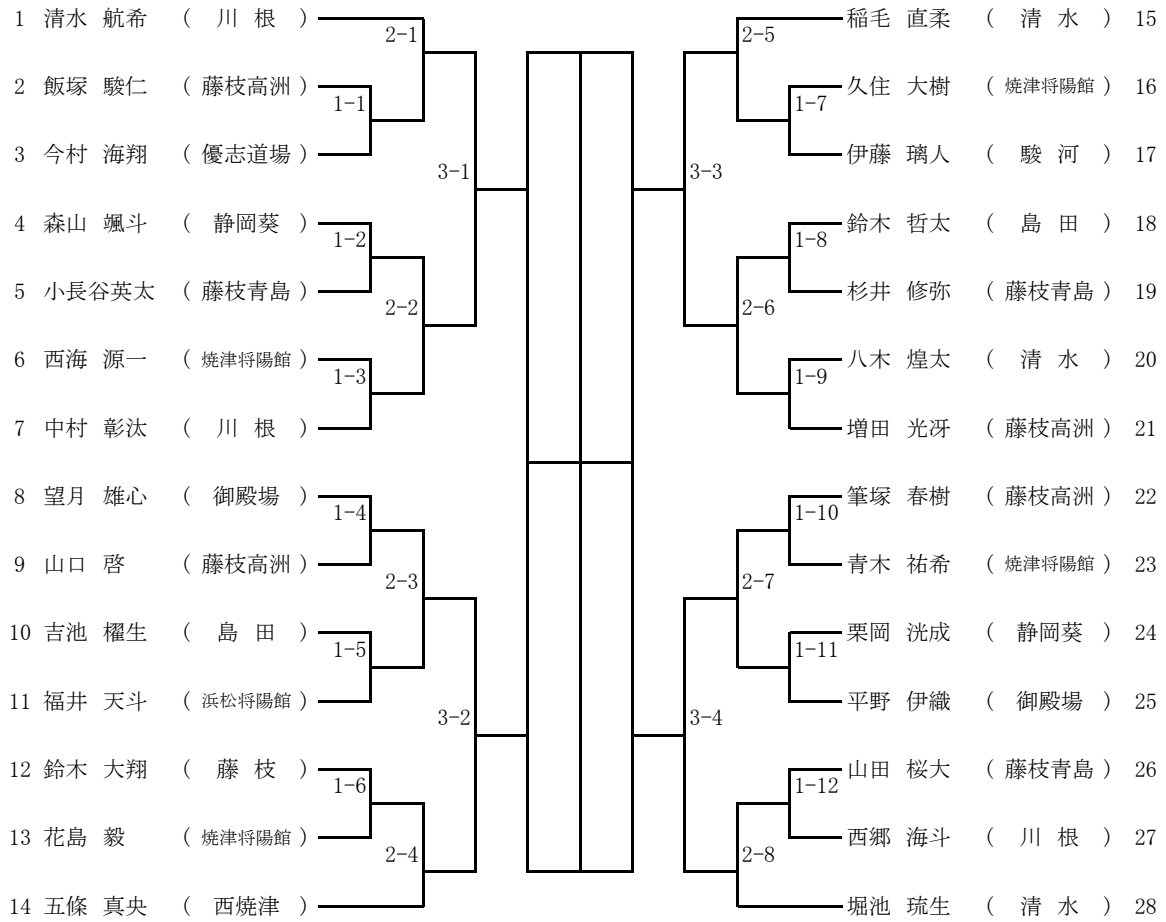 1 清水 航希 ( 川 根 )
2 飯塚 駿仁 ( 藤枝高洲 )
3 今村 海翔 ( 優志道場 )
4 森山 颯斗 ( 静岡葵 )
5 小長谷英太 ( 藤枝青島 )
6 西海 源一 ( 焼津将陽館 )
7 中村 彰汰 ( 川 根 )
8 望月 雄心 ( 御殿場 )
9 山口 啓 ( 藤枝高洲 )
10 吉池 櫂生 ( 島 田 )
11 福井 天斗 ( 浜松将陽館 )
12 鈴木 大翔 ( 藤 枝 )
13 花島 毅 ( 焼津将陽館 )
14 五條 真央 ( 西焼津 )
1-1
1-2
1-3
1-4
1-5
1-6
2-1
2-2
2-3
2-4
3-1
3-2
3-3
3-4
2-5
2-6
2-7
2-8
1-7
1-8
1-9
1-10
1-11
1-12
稲毛 直柔 ( 清 水 ) 15
久住 大樹 ( 焼津将陽館 ) 16
伊藤 璃人 ( 駿 河 ) 17
鈴木 哲太 ( 島 田 ) 18
杉井 修弥 ( 藤枝青島 ) 19
八木 煌太 ( 清 水 ) 20
増田 光冴 ( 藤枝高洲 ) 21
筆塚 春樹 ( 藤枝高洲 ) 22
青木 祐希 ( 焼津将陽館 ) 23
栗岡 洸成 ( 静岡葵 ) 24
平野 伊織 ( 御殿場 ) 25
山田 桜大 ( 藤枝青島 ) 26
西郷 海斗 ( 川 根 ) 27
堀池 琉生 ( 清 水 ) 28